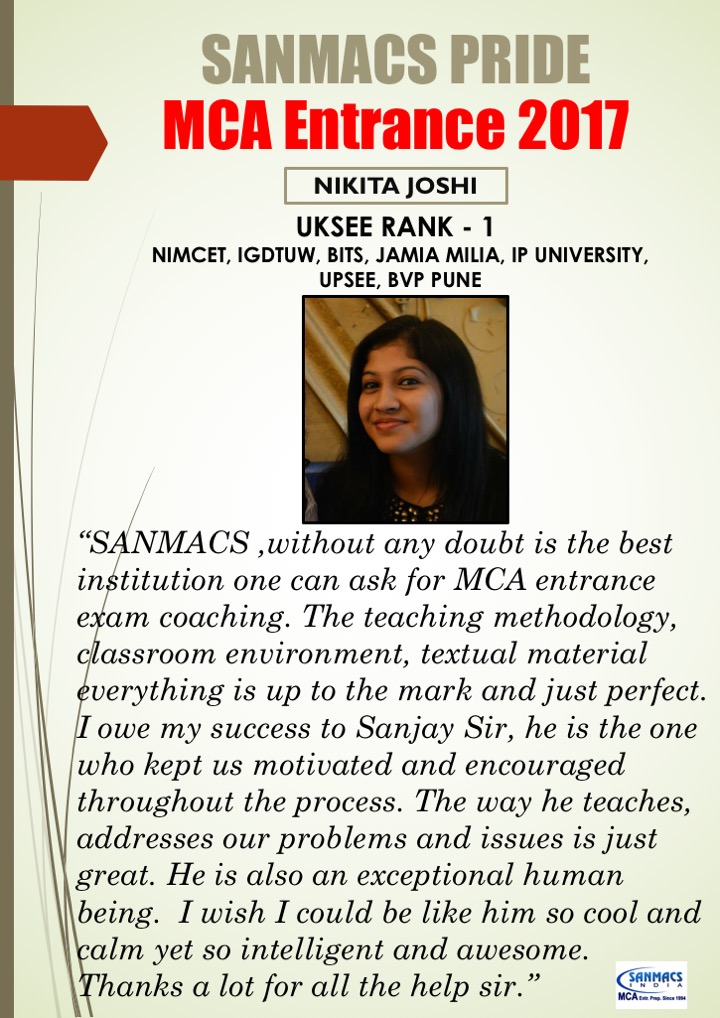 SANMACS PRIDE
MCA Entrance 2017
NIKITA JOSHI
UKSEE RANK - 1
NIMCET, IGDTUW, BITS, JAMIA MILIA, IP UNIVERSITY,
UPSEE, BVP PUNE
“SANMACS ,without any doubt is the best
institution one can ask for MCA entrance
exam coaching. The teaching methodology,
classroom environment, textual material
everything is up to the mark and just perfect.
I owe my success to Sanjay Sir, he is the one
who kept us motivated and encouraged
throughout the process. The way he teaches,
addresses our problems and issues is just
great. He is also an exceptional human
being.  I wish I could be like him so cool and
calm yet so intelligent and awesome.
Thanks a lot for all the help sir.”
SANMACS
INDIA
MCA Entr. Prep. Since 1994